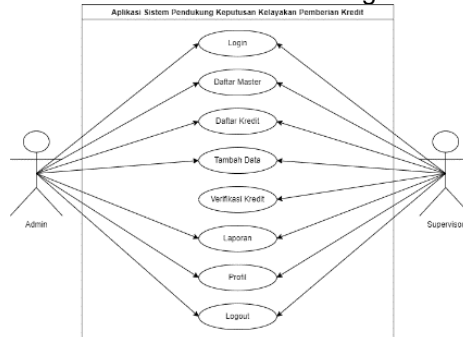 Aplikasi Sistem Pendukung Keputusan Kelayakan Pemberian Kredit
Login
Daftar Master
Daftar Kredit
Tambah Data
Verifikasi Kredit
Admin
Supervisor
Laporan
Profil
Logout